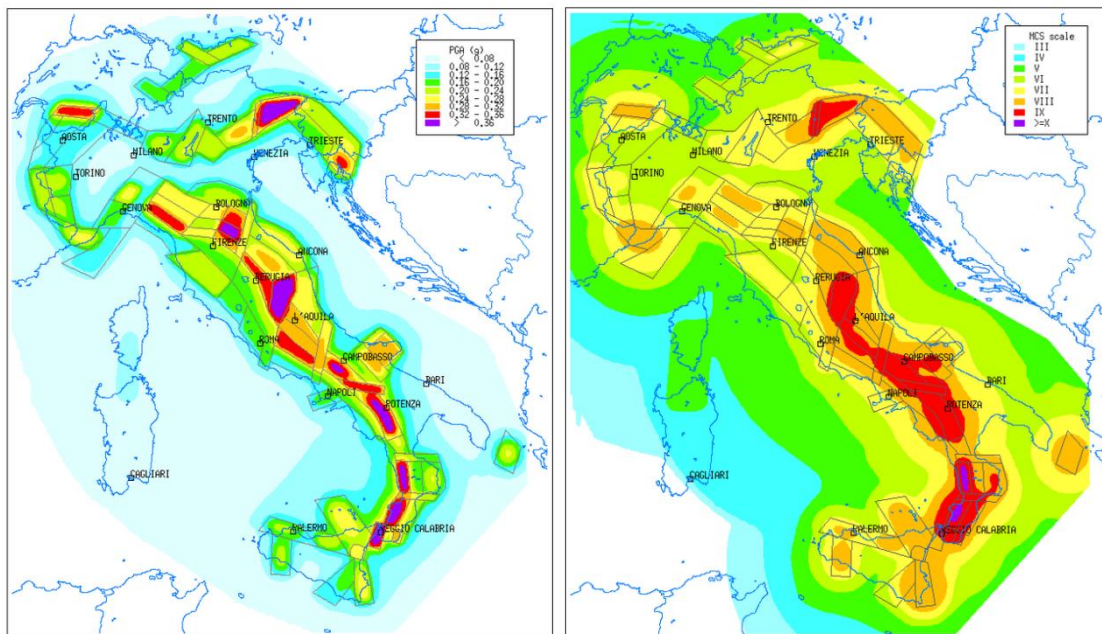 PGA (g)
< 0.08
0.08 - 0.12
0.12 - 0.16
0.16 - 0.20
0.20 - 0.24
0.24 - 0.28
0.28 - 0.32
0.32 - 0.36
> 0.36
TRENTO
AOSTA
TRIESTE
MILANO
VENEZIA
TORINO
BOLOGNA
GENOVA
FIRENZE
ANCONA
PERUGIA
L'AQUILA
ROMA
CAMPOBASSO
BARI
NAPOLI
POTENZA
CAGLIARI
PALERMO
REGGIO CALABRIA
MCS scale
III
IV
V
VI
VII
VIII
IX
>=X
TRENTO
AOSTA
TRIESTE
MILANO
VENEZIA
TORINO
BOLOGNA
GENOVA
FIRENZE
ANCONA
PERUGIA
L'AQUILA
ROMA
CAMPOBASSO
BARI
NAPOLI
POTENZA
CAGLIARI
PALERMO
REGGIO CALABRIA